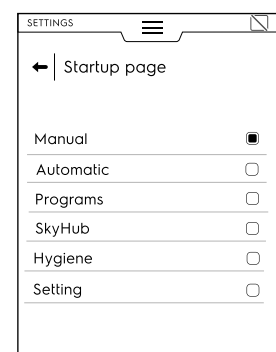 SETTINGS
Startup page
Manual
Automatic
Programs
SkyHub
Hygiene
Setting